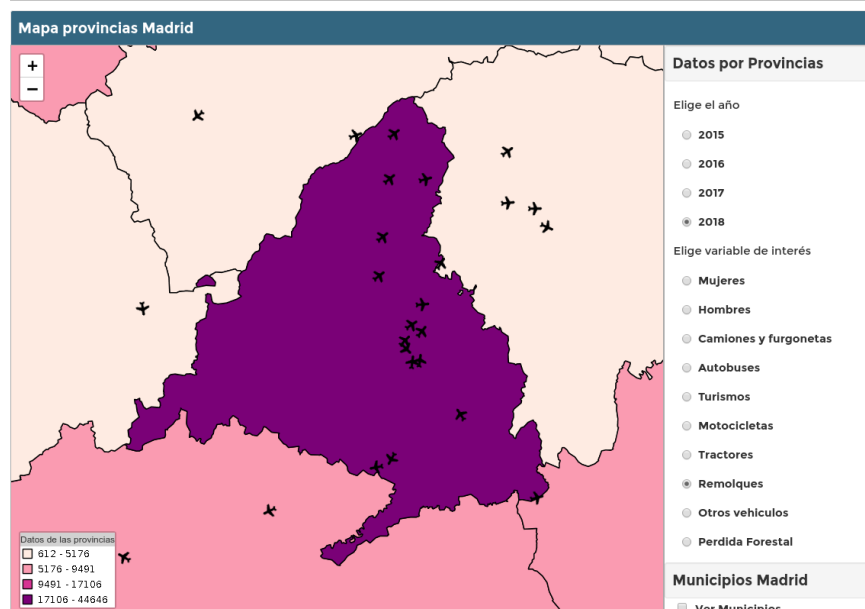 Mapa provincias Madrid
+
−
Datos de las provincias
612 - 5176
5176 - 9491
9491 - 17106
17106 - 44646
Datos por Provincias
Elige el año
2015
2016
2017
2018
Elige variable de interés
Mujeres
Hombres
Camiones y furgonetas
Autobuses
Turismos
Motocicletas
Tractores
Remolques
Otros vehiculos
Perdida Forestal
Municipios Madrid
Ver Municipios